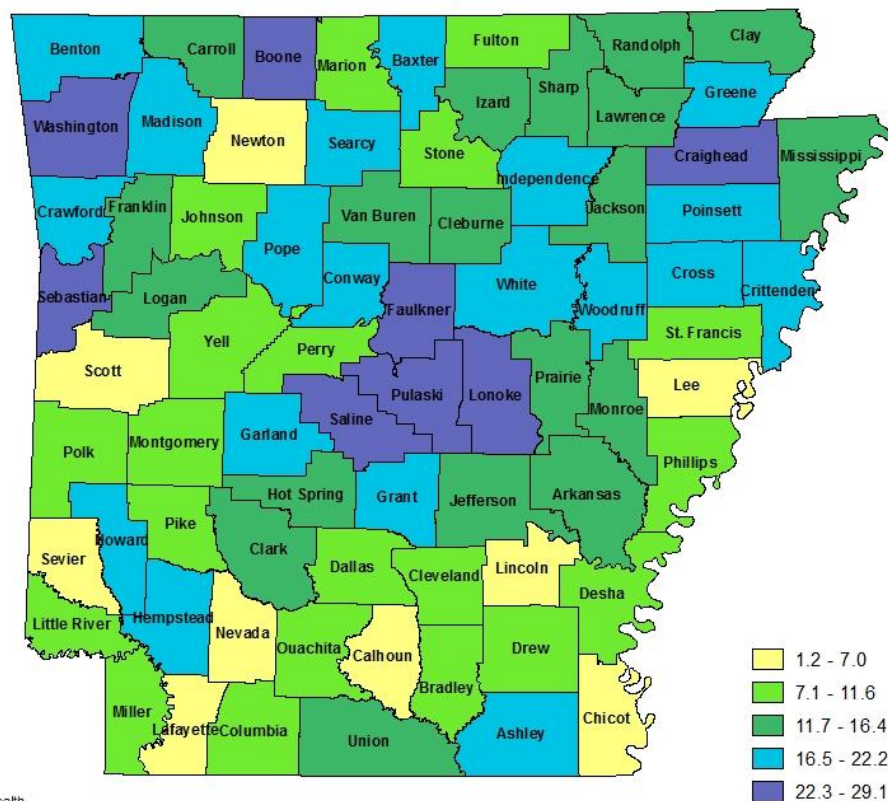 Benton
Carroll
Boone
Marion
Baxter
Fulton
Randolph
Clay
Sharp
Izard
Greene
Lawrence
Washington
Madison
Newton
Searcy
Stone
Craighead
Mississippi
Independence
Crawford
Franklin
Johnson
Van Buren
Cleburne
Jackson
Poinsett
Pope
Conway
White
Cross
Crittenden
Sebastian
Logan
Faulkner
Woodruff
Yell
Perry
St. Francis
Scott
Pulaski
Lonoke
Prairie
Lee
Saline
Monroe
Polk
Montgomery
Garland
Phillips
Hot Spring
Grant
Jefferson
Arkansas
Pike
Howard
Clark
Sevier
Dallas
Cleveland
Lincoln
Desha
Little River
Hempstead
Nevada
Ouachita
Calhoun
Drew
Bradley
Miller
Lafayette
Columbia
Union
Ashley
Chicot
1.2 - 7.0
7.1 - 11.6
11.7 - 16.4
16.5 - 22.2
22.3 - 29.1